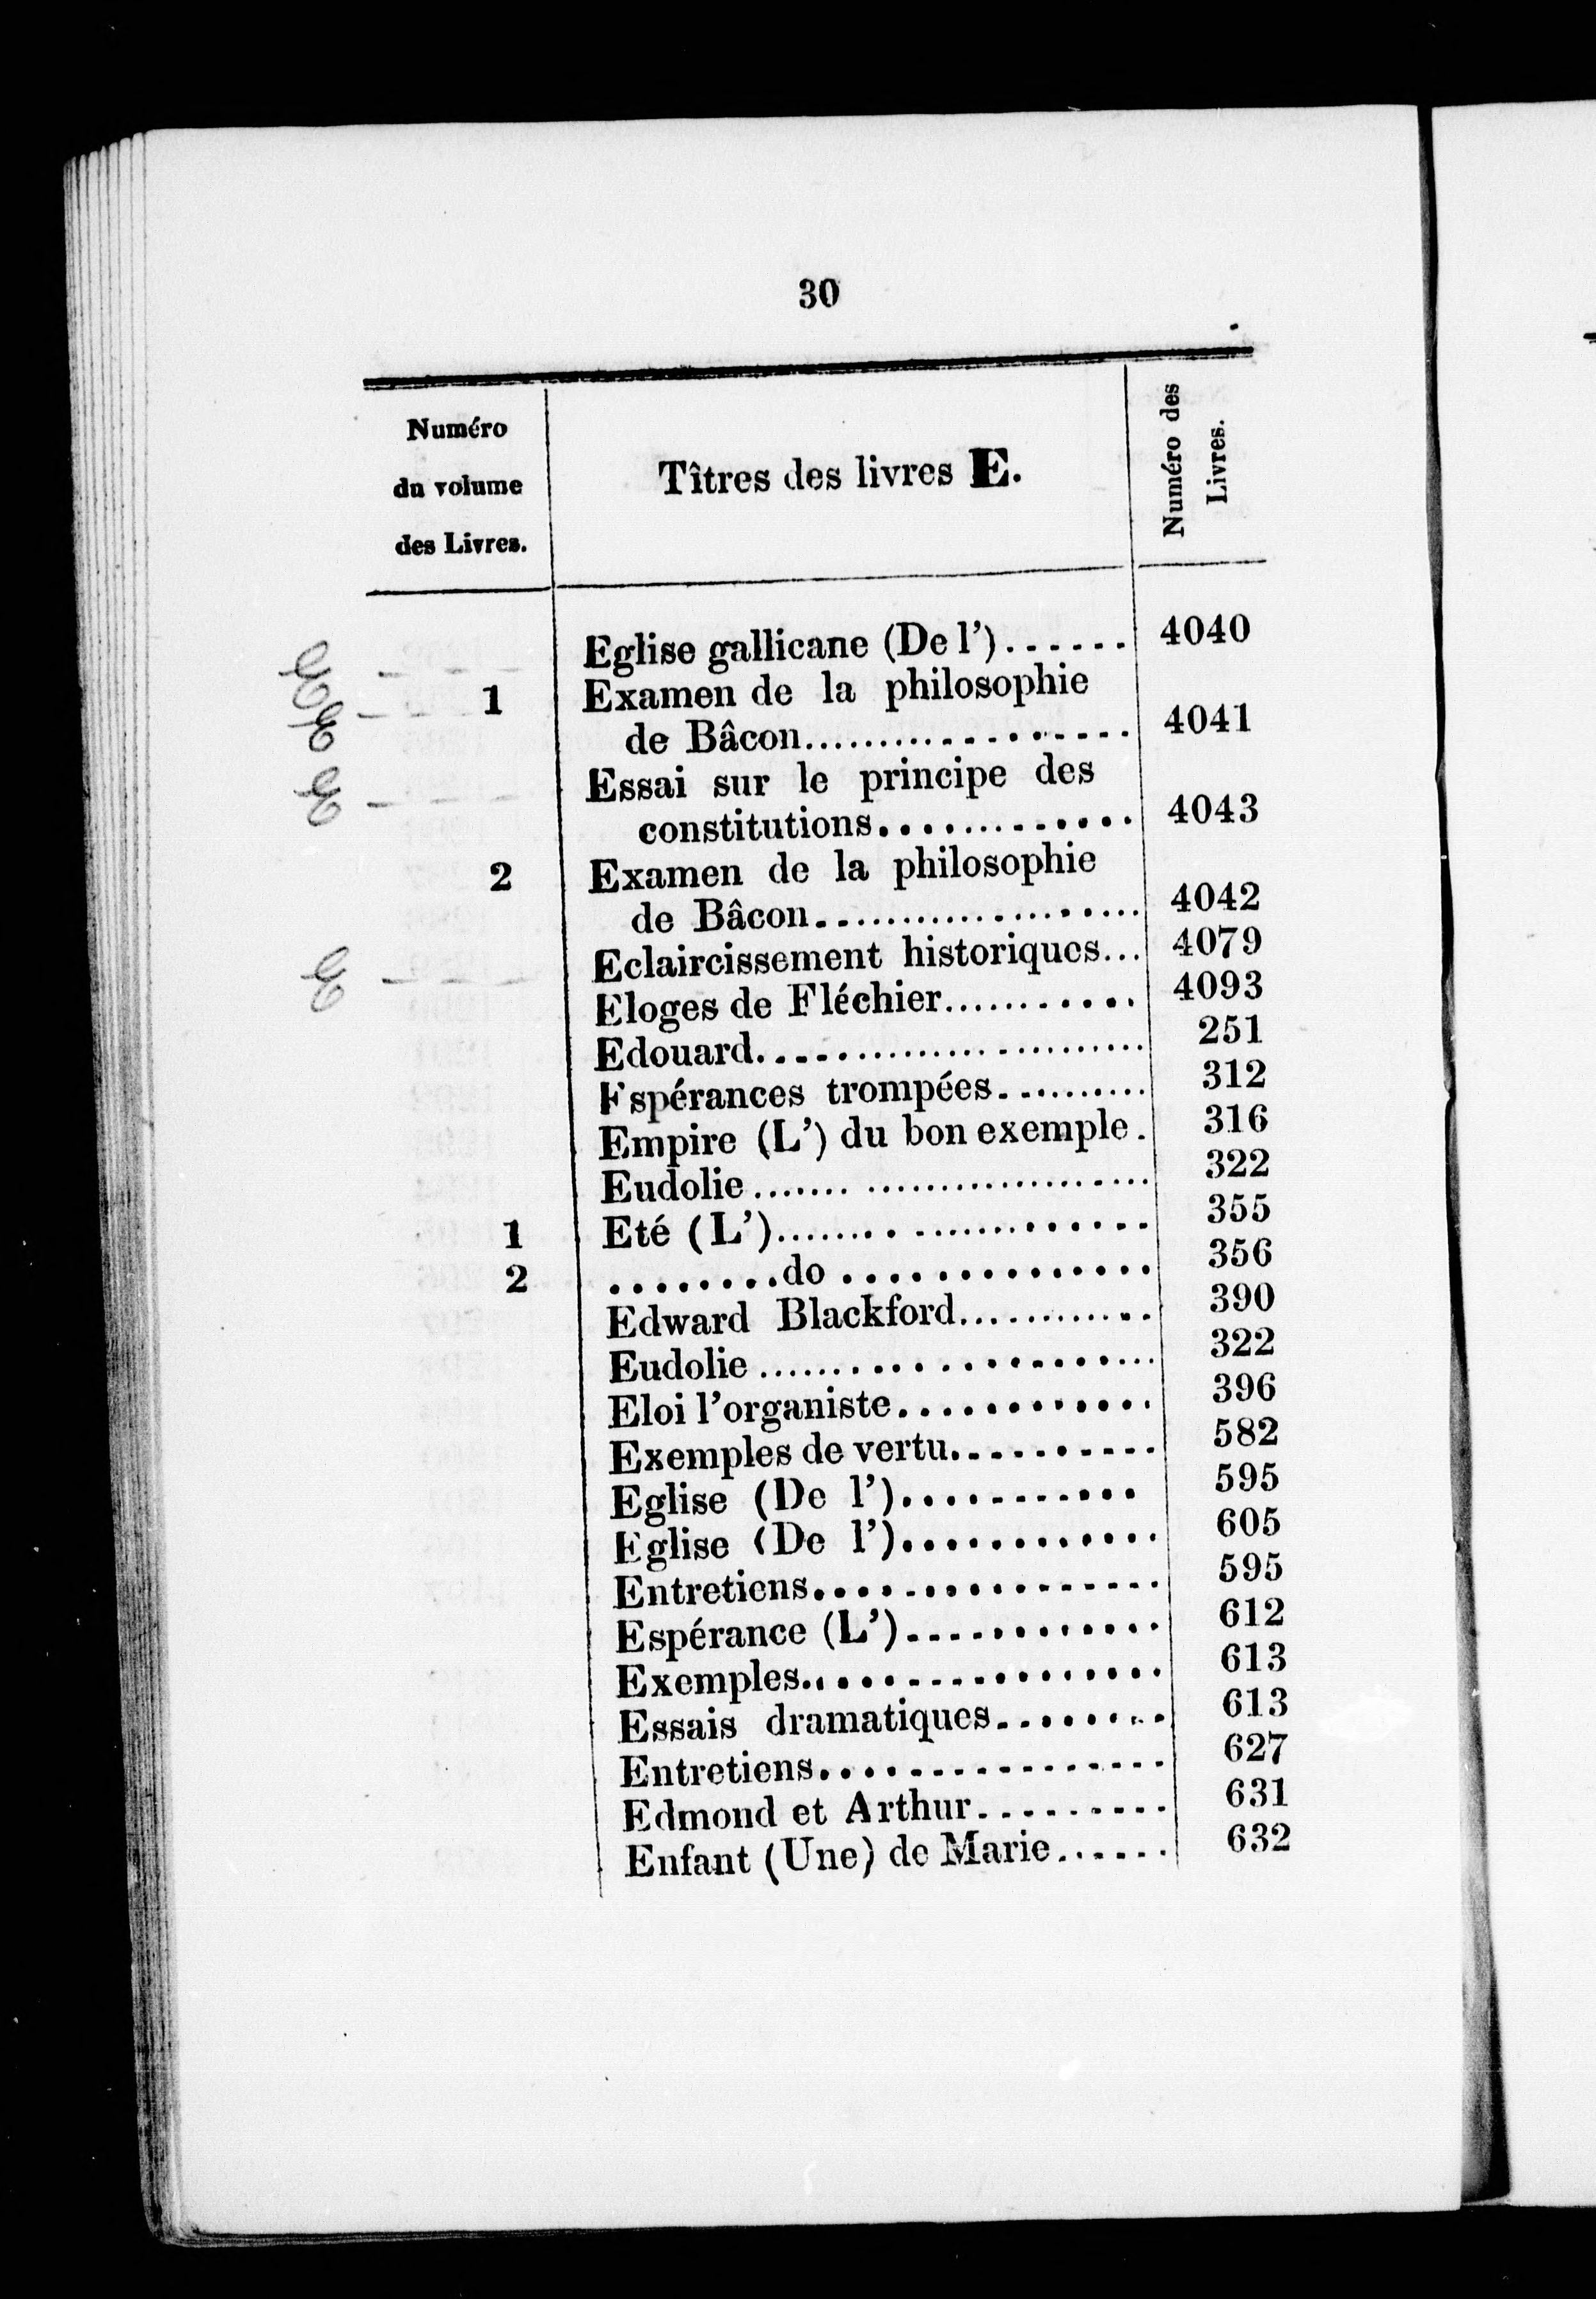 30
Numéro
du volume
des Livres.
Tîtres des livres E.
Numéro des
Livres.
Eglise gallicane (De l')...... 4040
1 Examen de la philosophie
de Bâcon.................. 4041
Essai sur le principe des
constitutions............. 4043
2 Examen de la philosophie
de Bâcon.................. 4042
Eclaircissement historiques... 4079
Eloges de Fléchier........... 4093
Edouard....................... 251
Espérances trompées.......... 312
Empire (L') du bon exemple. 316
Eudolie....................... 322
1 Eté (L')..................... 355
2 ........do ............... 356
Edward Blackford............ 390
Eudolie ..................... 322
Eloi l'organiste............ 396
Exemples de vertu.......... 582
Eglise (De l')........... 595
Eglise (De l')............ 605
Entretiens................ 595
Espérance (L')............ 612
Exemples................. 613
Essais dramatiques........ 613
Entretiens................ 627
Edmond et Arthur......... 631
Enfant (Une) de Marie...... 632